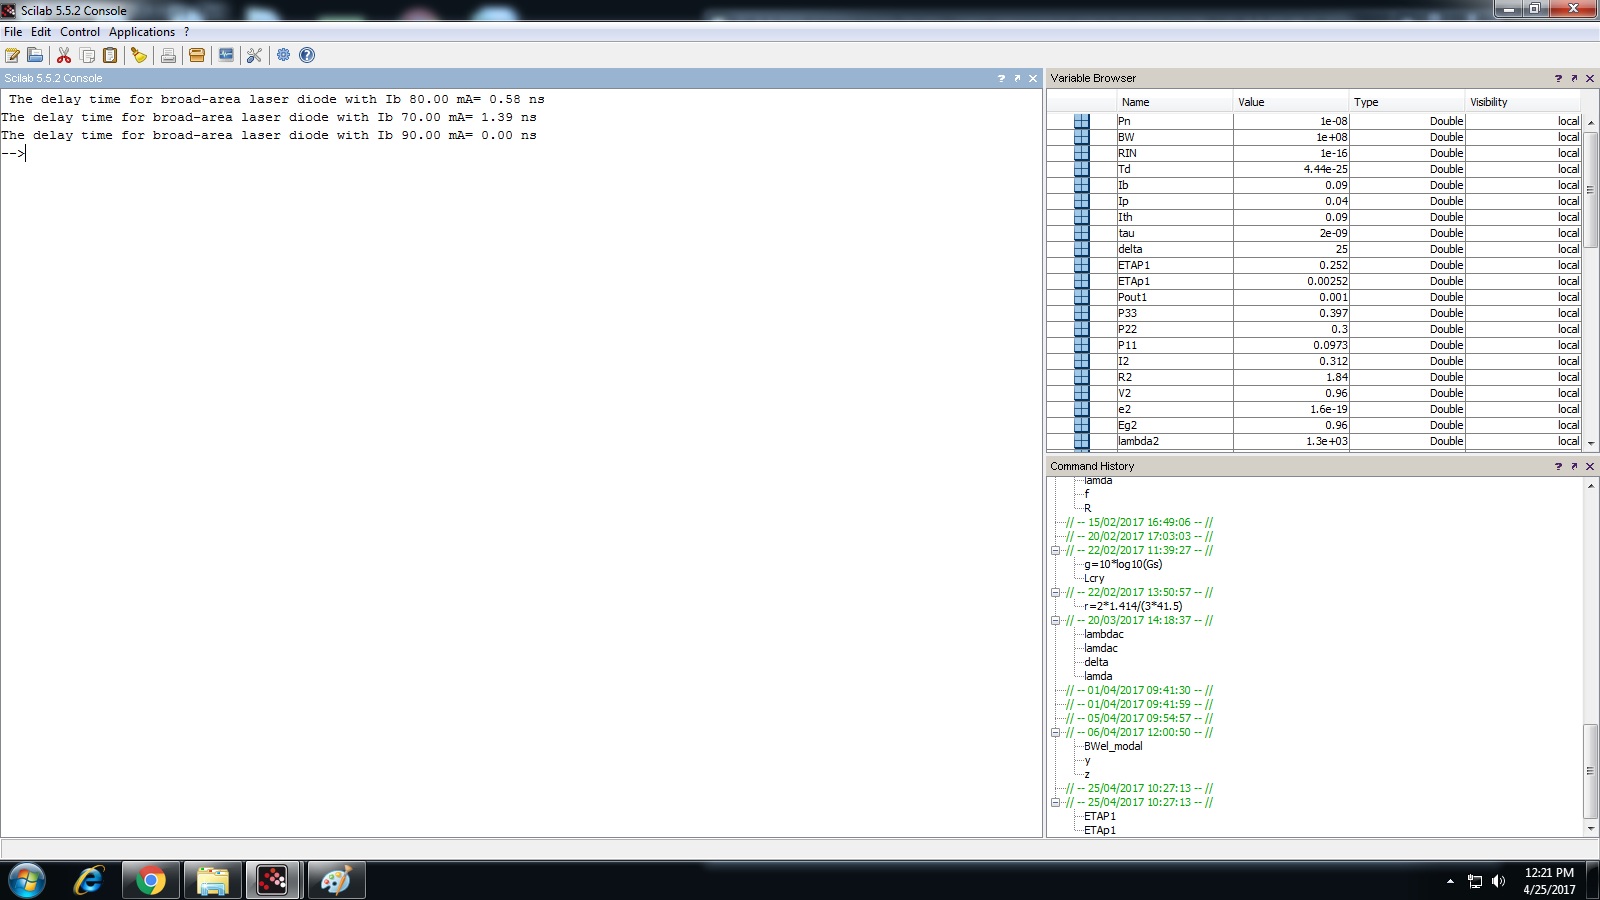 Scilab 5.5.2 Console
File Edit Control Applications ?
Scilab 5.5.2 Console
The delay time for broad-area laser diode with Ib 80.00 mA= 0.58 ns
The delay time for broad-area laser diode with Ib 70.00 mA= 1.39 ns
The delay time for broad-area laser diode with Ib 90.00 mA= 0.00 ns
-->
Variable Browser
Name Value Type Visibility
Pn 1e-08 Double local
BW 1e+08 Double local
RIN 1e-16 Double local
Td 4.44e-25 Double local
Ib 0.09 Double local
Ip 0.04 Double local
Ith 0.09 Double local
tau 2e-09 Double local
delta 25 Double local
ETAP1 0.252 Double local
ETAp1 0.00252 Double local
Pout1 0.001 Double local
P33 0.397 Double local
P22 0.3 Double local
P11 0.0973 Double local
I2 0.312 Double local
R2 1.84 Double local
V2 0.96 Double local
e2 1.6e-19 Double local
Eg2 0.96 Double local
lambda2 1.3e+03 Double local
Command History
lamda
f
R
// -- 15/02/2017 16:49:06 -- //
// -- 20/02/2017 17:03:03 -- //
// -- 22/02/2017 11:39:27 -- //
g=10*log10(Gs)
Lcry
// -- 22/02/2017 13:50:57 -- //
r=2*1.414/(3*41.5)
// -- 20/03/2017 14:18:37 -- //
lambdac
lamdac
delta
lamda
// -- 01/04/2017 09:41:30 -- //
// -- 01/04/2017 09:41:59 -- //
// -- 05/04/2017 09:54:57 -- //
// -- 06/04/2017 12:00:50 -- //
BWel_modal
y
z
// -- 25/04/2017 10:27:13 -- //
// -- 25/04/2017 10:27:13 -- //
ETAP1
ETAp1
12:21 PM
4/25/2017